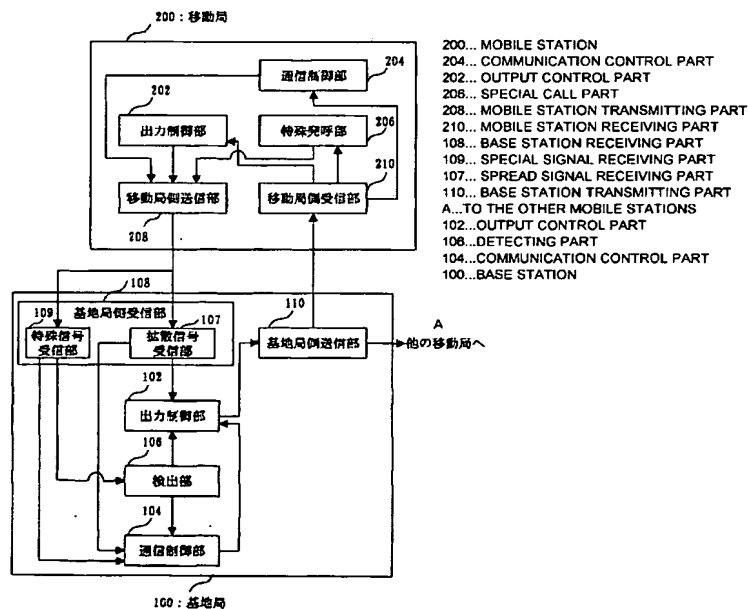 200：移動局
200... MOBILE STATION
204... COMMUNICATION CONTROL PART
202... OUTPUT CONTROL PART
206... SPECIAL CALL PART
208... MOBILE STATION TRANSMITTING PART
210... MOBILE STATION RECEIVING PART
108... BASE STATION RECEIVING PART
109... SPECIAL SIGNAL RECEIVING PART
107... SPREAD SIGNAL RECEIVING PART
110... BASE STATION TRANSMITTING PART
A...TO THE OTHER MOBILE STATIONS
102...OUTPUT CONTROL PART
106...DETECTING PART
104...COMMUNICATION CONTROL PART
100...BASE STATION
通信制御部
204
202
出力制御部
特殊発呼部
206
210
移動局側送信部
移動局側受信部
208
108
基地局側受信部
109
107
特殊信号
受信部
拡散信号
受信部
110
基地局側送信部
A
他の移動局へ
102
出力制御部
106
検出部
104
通信制御部
100：基地局